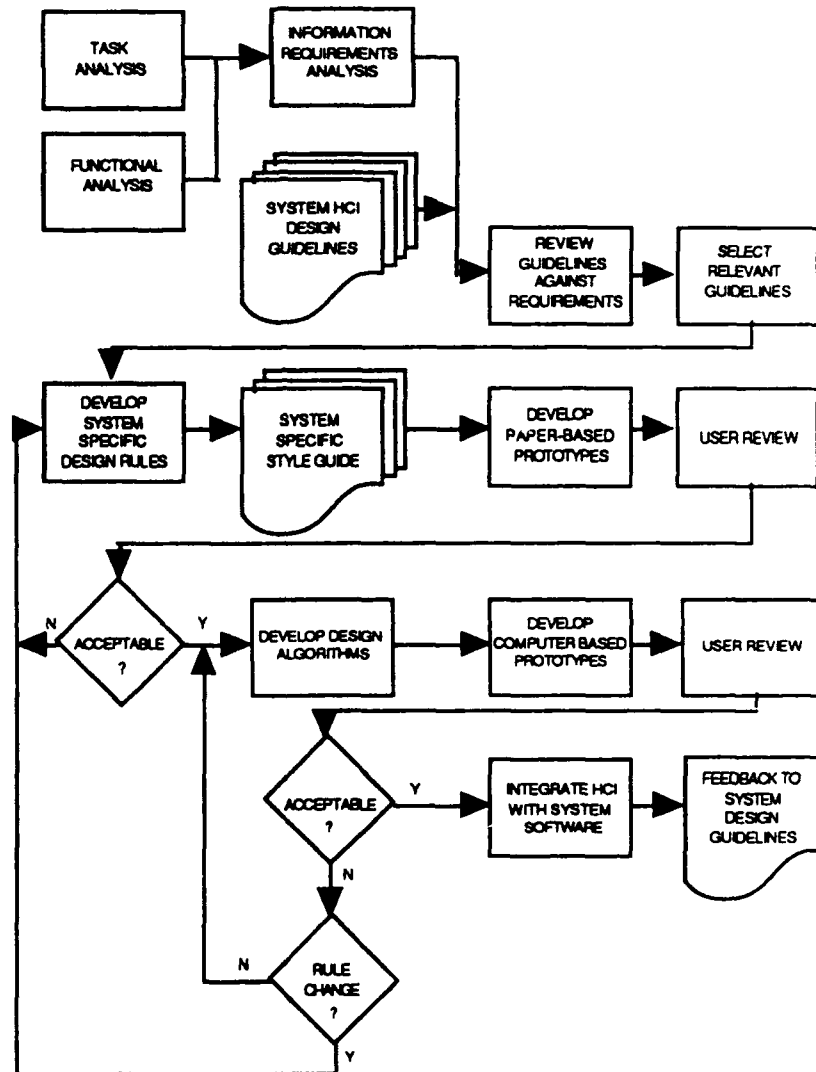 TASK
ANALYSIS
INFORMATION
REQUIREMENTS
ANALYSIS
FUNCTIONAL
ANALYSIS
SYSTEM HCI
DESIGN
GUIDELINES
REVIEW
GUIDELINES
AGAINST
REQUIREMENTS
SELECT
RELEVANT
GUIDELINES
DEVELOP
SYSTEM
SPECIFIC
DESIGN RULES
SYSTEM
SPECIFIC
STYLE GUIDE
DEVELOP
PAPER-BASED
PROTOTYPES
USER REVIEW
N
ACCEPTABLE
?
Y
DEVELOP DESIGN
ALGORITHMS
DEVELOP
COMPUTER BASED
PROTOTYPES
USER REVIEW
ACCEPTABLE
?
Y
N
INTEGRATE HCI
WITH SYSTEM
SOFTWARE
FEEDBACK TO
SYSTEM
DESIGN
GUIDELINES
N
RULE
CHANGE
?
Y